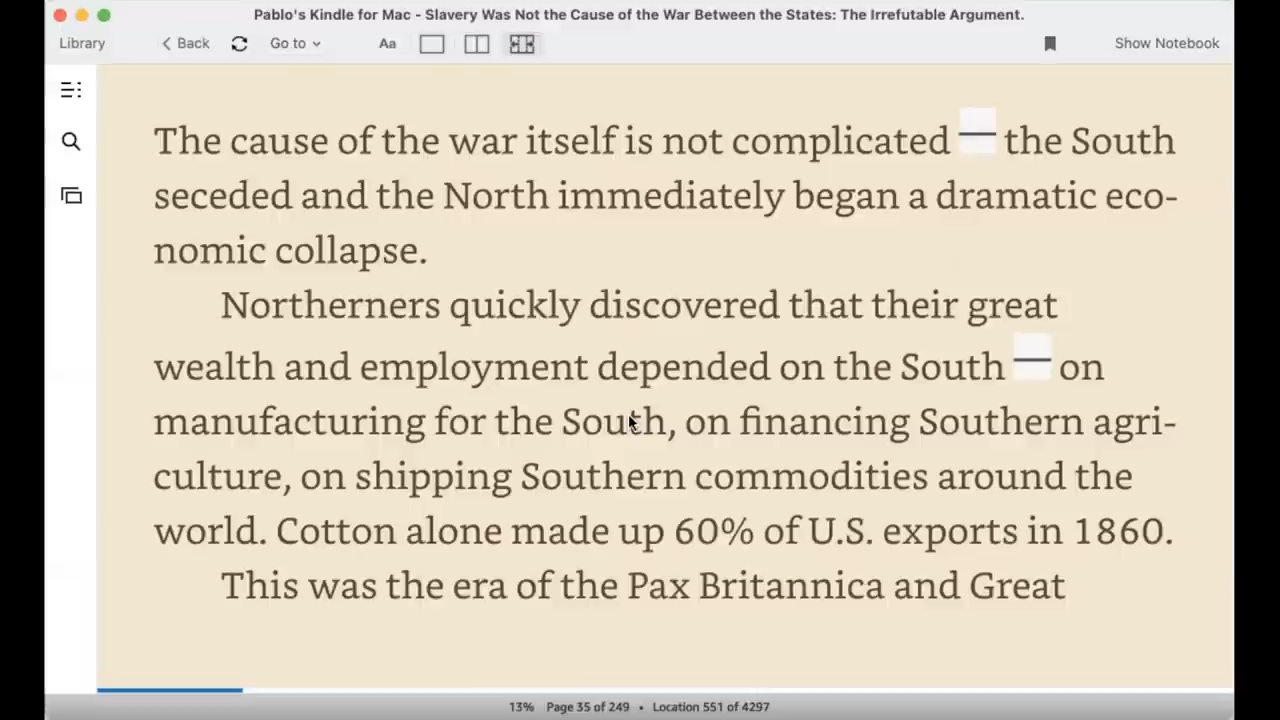 Pablo's Kindle for Mac - Slavery Was Not the Cause of the War Between the States: The Irrefutable Argument.
Library Back Go to Aa Show Notebook
The cause of the war itself is not complicated — the South
seceded and the North immediately began a dramatic eco-
nomic collapse.
Northerners quickly discovered that their great
wealth and employment depended on the South — on
manufacturing for the South, on financing Southern agri-
culture, on shipping Southern commodities around the
world. Cotton alone made up 60% of U.S. exports in 1860.
This was the era of the Pax Britannica and Great
13% Page 35 of 249 • Location 551 of 4297